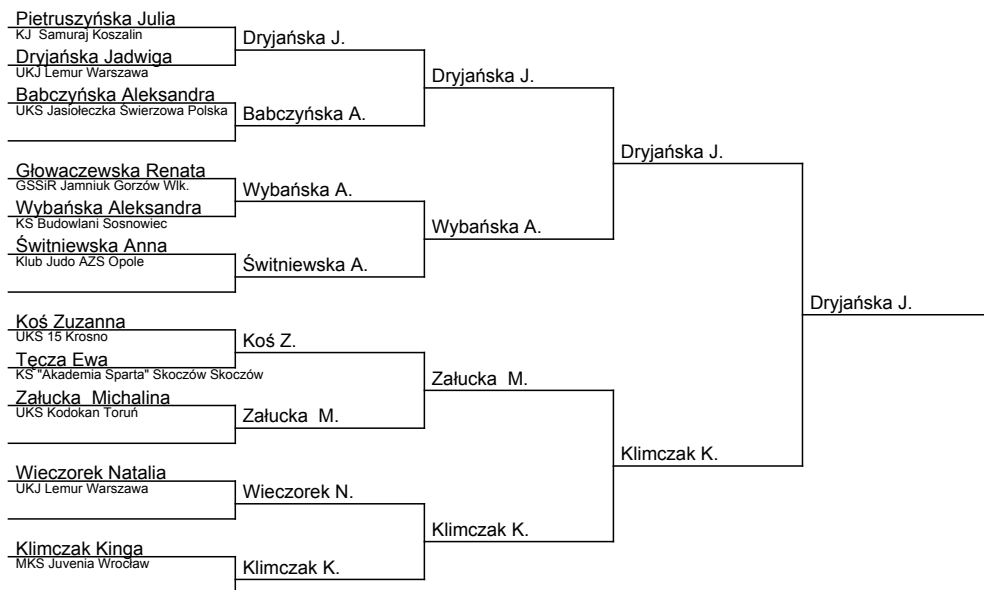 Pietruszyńska Julia
KJ  Samuraj Koszalin
Dryjańska Jadwiga
UKJ Lemur Warszawa
Babczyńska Aleksandra
UKS Jasiołeczka Świerzowa Polska
Głowaczewska Renata
GSSiR Jamniuk Gorzów Wlk.
Wybańska Aleksandra
KS Budowlani Sosnowiec
Świtniewska Anna
Klub Judo AZS Opole
Koś Zuzanna
UKS 15 Krosno
Tęcza Ewa
KS "Akademia Sparta" Skoczów Skoczów
Załucka  Michalina
UKS Kodokan Toruń
Wieczorek Natalia
UKJ Lemur Warszawa
Klimczak Kinga
MKS Juvenia Wrocław
Dryjańska J.
Babczyńska A.
Wybańska A.
Świtniewska A.
Koś Z.
Załucka  M.
Wieczorek N.
Klimczak K.
Dryjańska J.
Wybańska A.
Załucka  M.
Klimczak K.
Dryjańska J.
Klimczak K.
Dryjańska J.